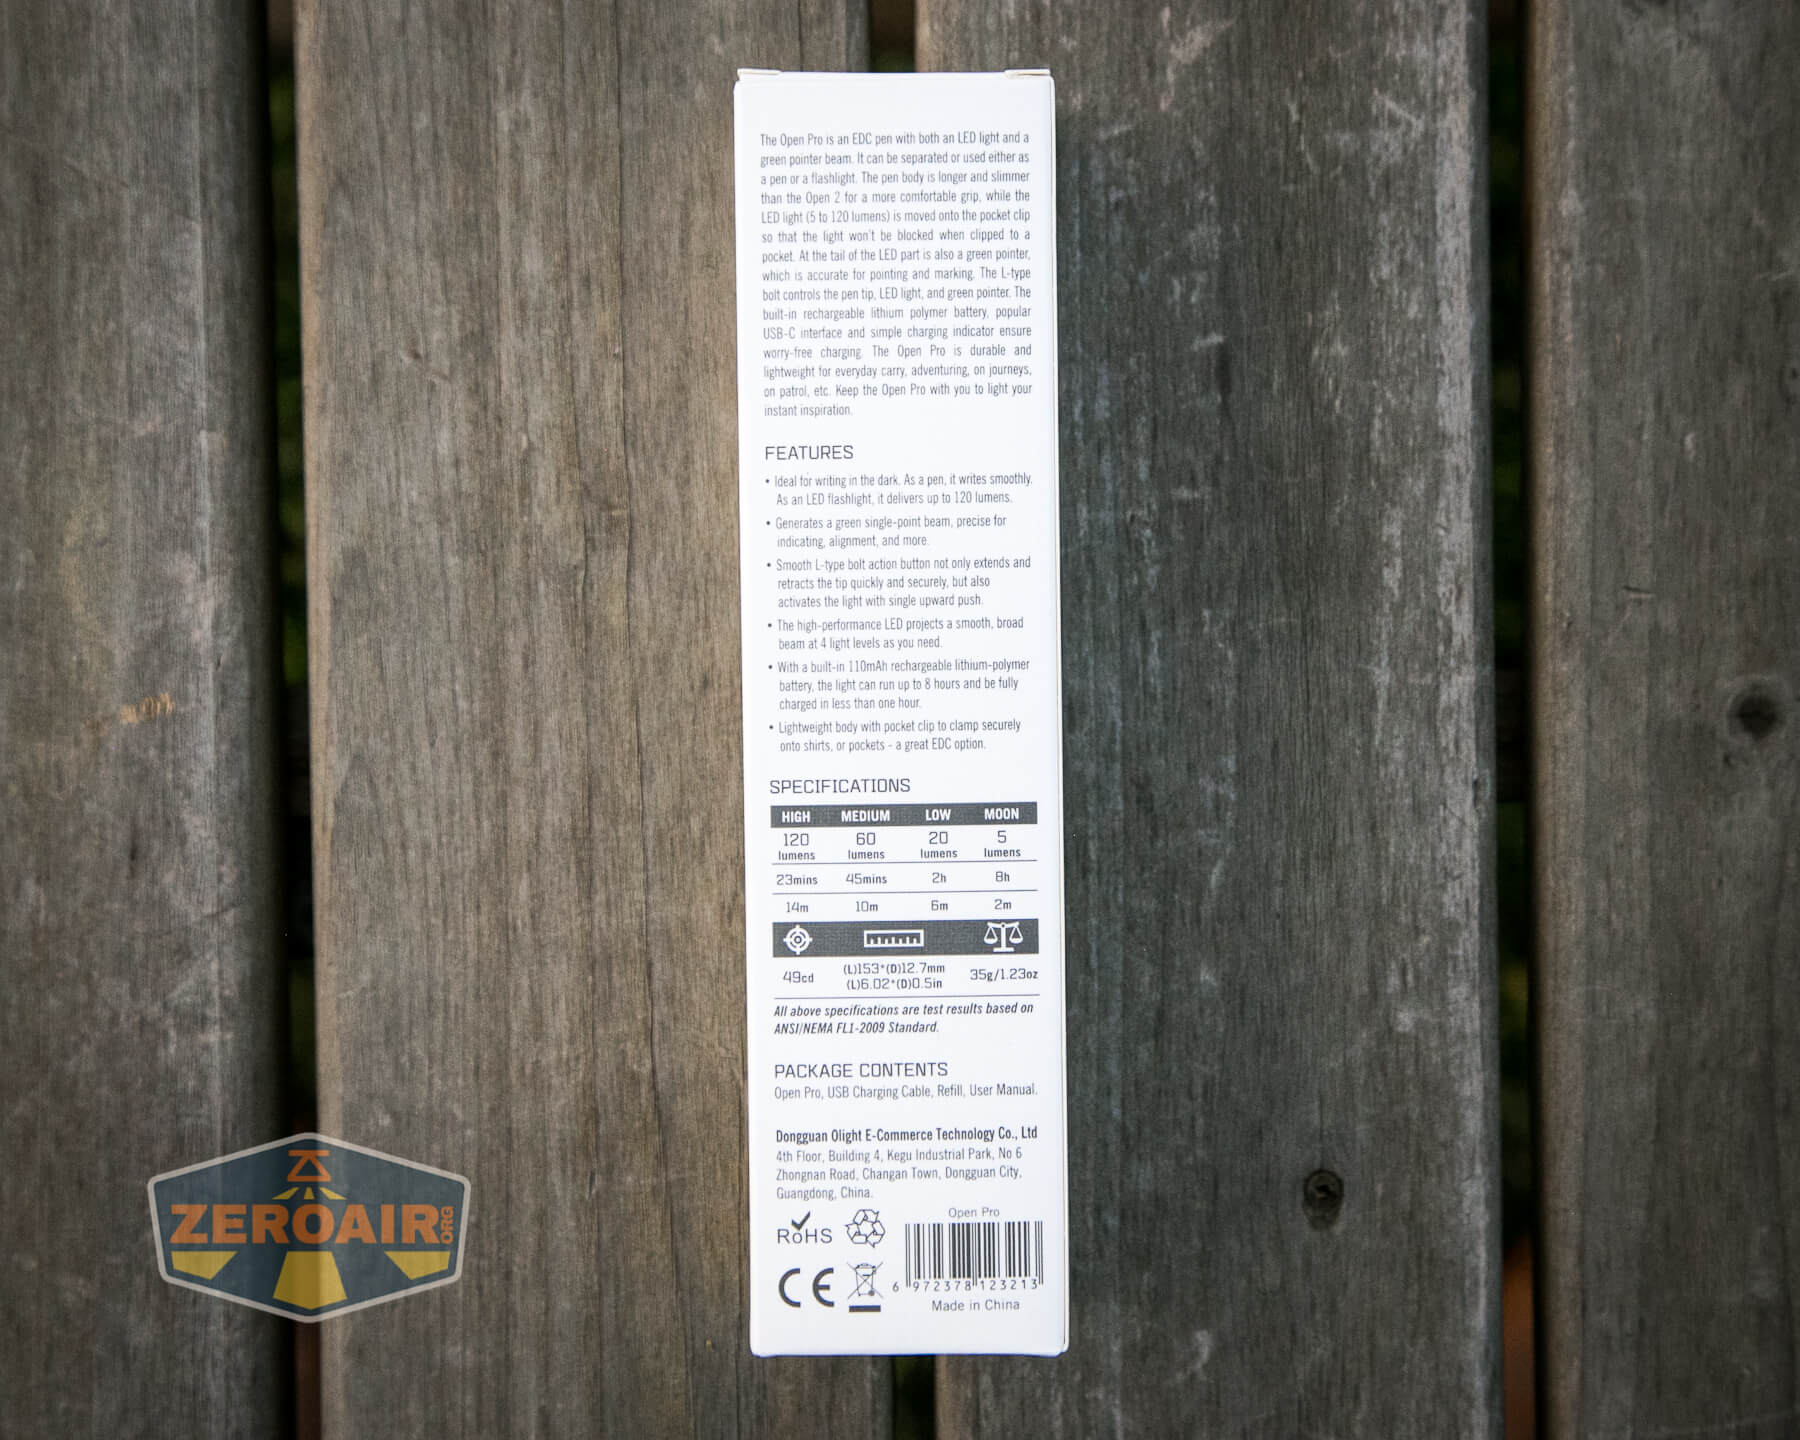 The Open Pro is an EDC pen with both an LED light and a
green pointer beam. It can be separated or used either as
a pen or a flashlight. The pen body is longer and slimmer
than the Open 2 for a more comfortable grip, while the
LED light (5 to 120 lumens) is moved onto the pocket clip
so that the light won't be blocked when clipped to a
pocket. At the tail of the LED part is also a green pointer,
which is accurate for pointing and marking. The L-type
bolt controls the pen tip, LED light, and green pointer. The
built-in rechargeable lithium polymer battery, popular
USB-C interface and simple charging indicator ensure
worry-free charging. The Open Pro is durable and
lightweight for everyday carry, adventuring, on journeys,
on patrol, etc. Keep the Open Pro with you to light your
instant inspiration.
FEATURES
• Ideal for writing in the dark. As a pen, it writes smoothly.
As an LED flashlight, it delivers up to 120 lumens.
• Generates a green single-point beam, precise for
indicating, alignment, and more.
• Smooth L-type bolt action button not only extends and
retracts the tip quickly and securely, but also
activates the light with single upward push.
• The high-performance LED projects a smooth, broad
beam at 4 light levels as you need.
• With a built-in 110mAh rechargeable lithium-polymer
battery, the light can run up to 8 hours and be fully
charged in less than one hour.
• Lightweight body with pocket clip to clamp securely
onto shirts, or pockets - a great EDC option.
SPECIFICATIONS
HIGH MEDIUM LOW MOON
120 60 20 5
lumens lumens lumens lumens
23mins 45mins 2h 8h
14m 10m 6m 2m
49cd (L)153*(D)12.7mm 35g/1.23oz
(L)6.02*(D)0.5in
All above specifications are test results based on
ANSI/NEMA FL1-2009 Standard.
PACKAGE CONTENTS
Open Pro, USB Charging Cable, Refill, User Manual.
Dongguan Olight E-Commerce Technology Co., Ltd
4th Floor, Building 4, Kegu Industrial Park, No 6
Zhongnan Road, Changan Town, Dongguan City,
Guangdong, China.
Open Pro
RoHS
CE
6 972378 123213
Made in China
ZEROAIR.ORG